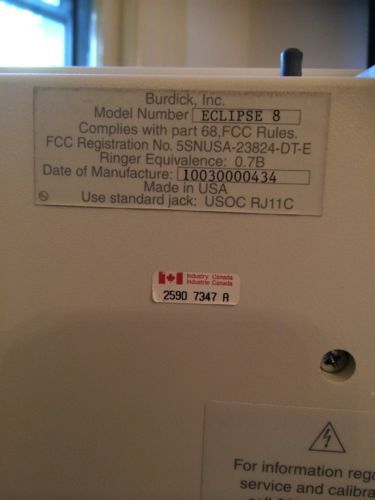 Burdick, Inc.
Model Number ECLIPSE 8
Complies with part 68,FCC Rules.
FCC Registration No. 5SNUSA-23824-DT-E
Ringer Equivalence: 0.7B
Date of Manufacture: 10030000434
Made in USA
Use standard jack: USOC RJ11C
Industry Canada
Industrie Canada
2590 7347 A
For information rega
service and calibra